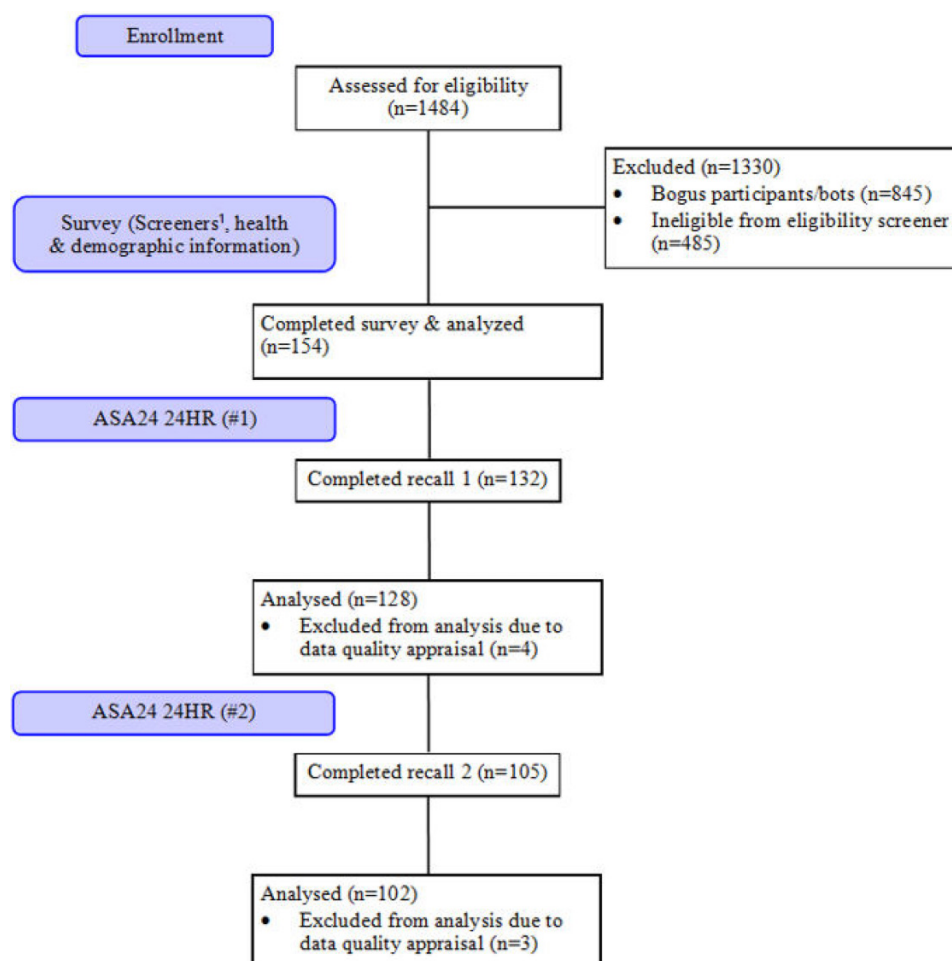 Enrollment
Assessed for eligibility
(n=1484)
Excluded (n=1330)
• Bogus participants/bots (n=845)
• Ineligible from eligibility screener
(n=485)
Survey (Screeners¹, health
& demographic information)
Completed survey & analyzed
(n=154)
ASA24 24HR (#1)
Completed recall 1 (n=132)
Analysed (n=128)
• Excluded from analysis due to
data quality appraisal (n=4)
ASA24 24HR (#2)
Completed recall 2 (n=105)
Analysed (n=102)
• Excluded from analysis due to
data quality appraisal (n=3)